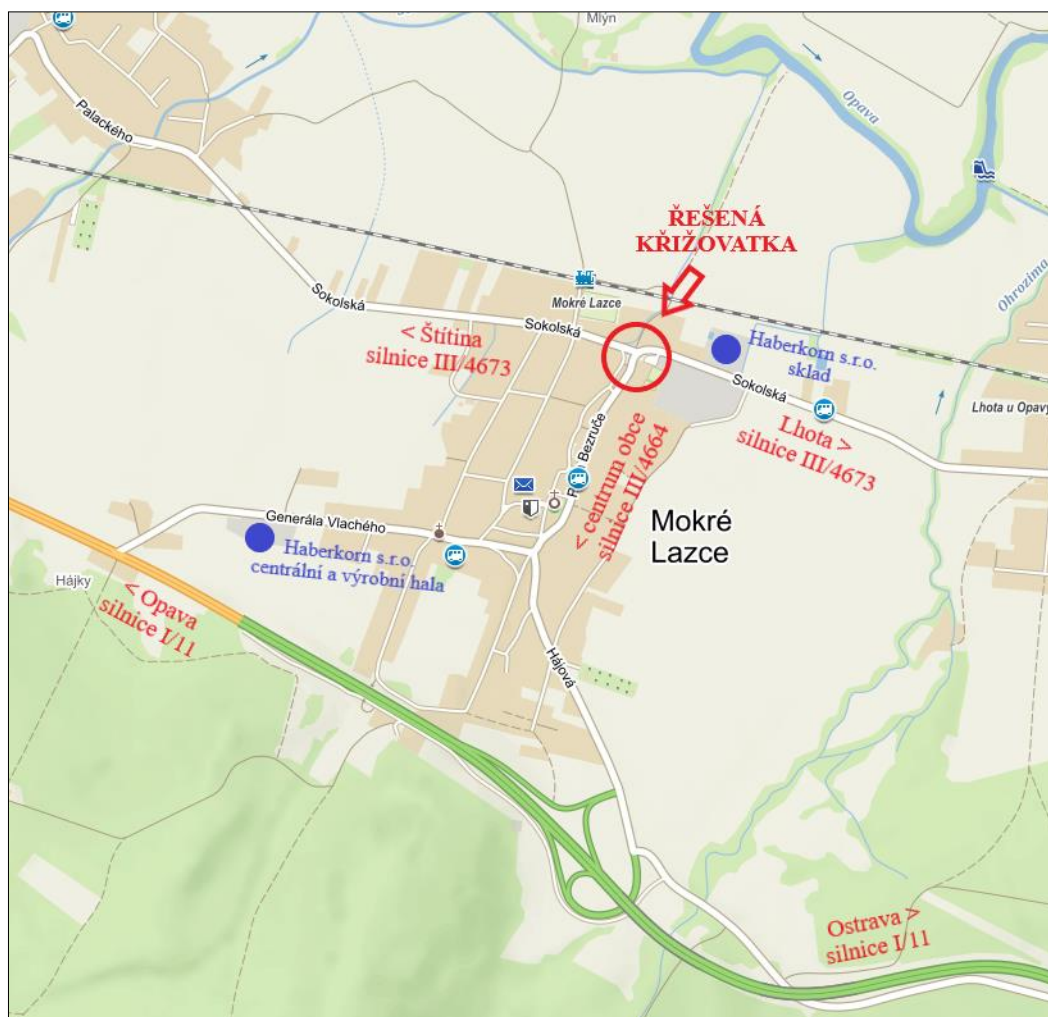 Mlýn
Opava
Palackého
Ohrozima
ŘEŠENÁ
KŘIŽOVATKA
Mokré Lazce
Sokolská
Sokolská
< Štítina
silnice III/4673
Haberkorn s.r.o.
sklad
Sokolská
Lhota u Opavy
Lhota >
silnice III/4673
Bezruče
< centrum obce
silnice III/4664
Mokré
Lazce
Generála Vlachého
Haberkorn s.r.o.
centrální a výrobní hala
Hájky
< Opava
silnice I/11
Hájová
Ostrava >
silnice I/11